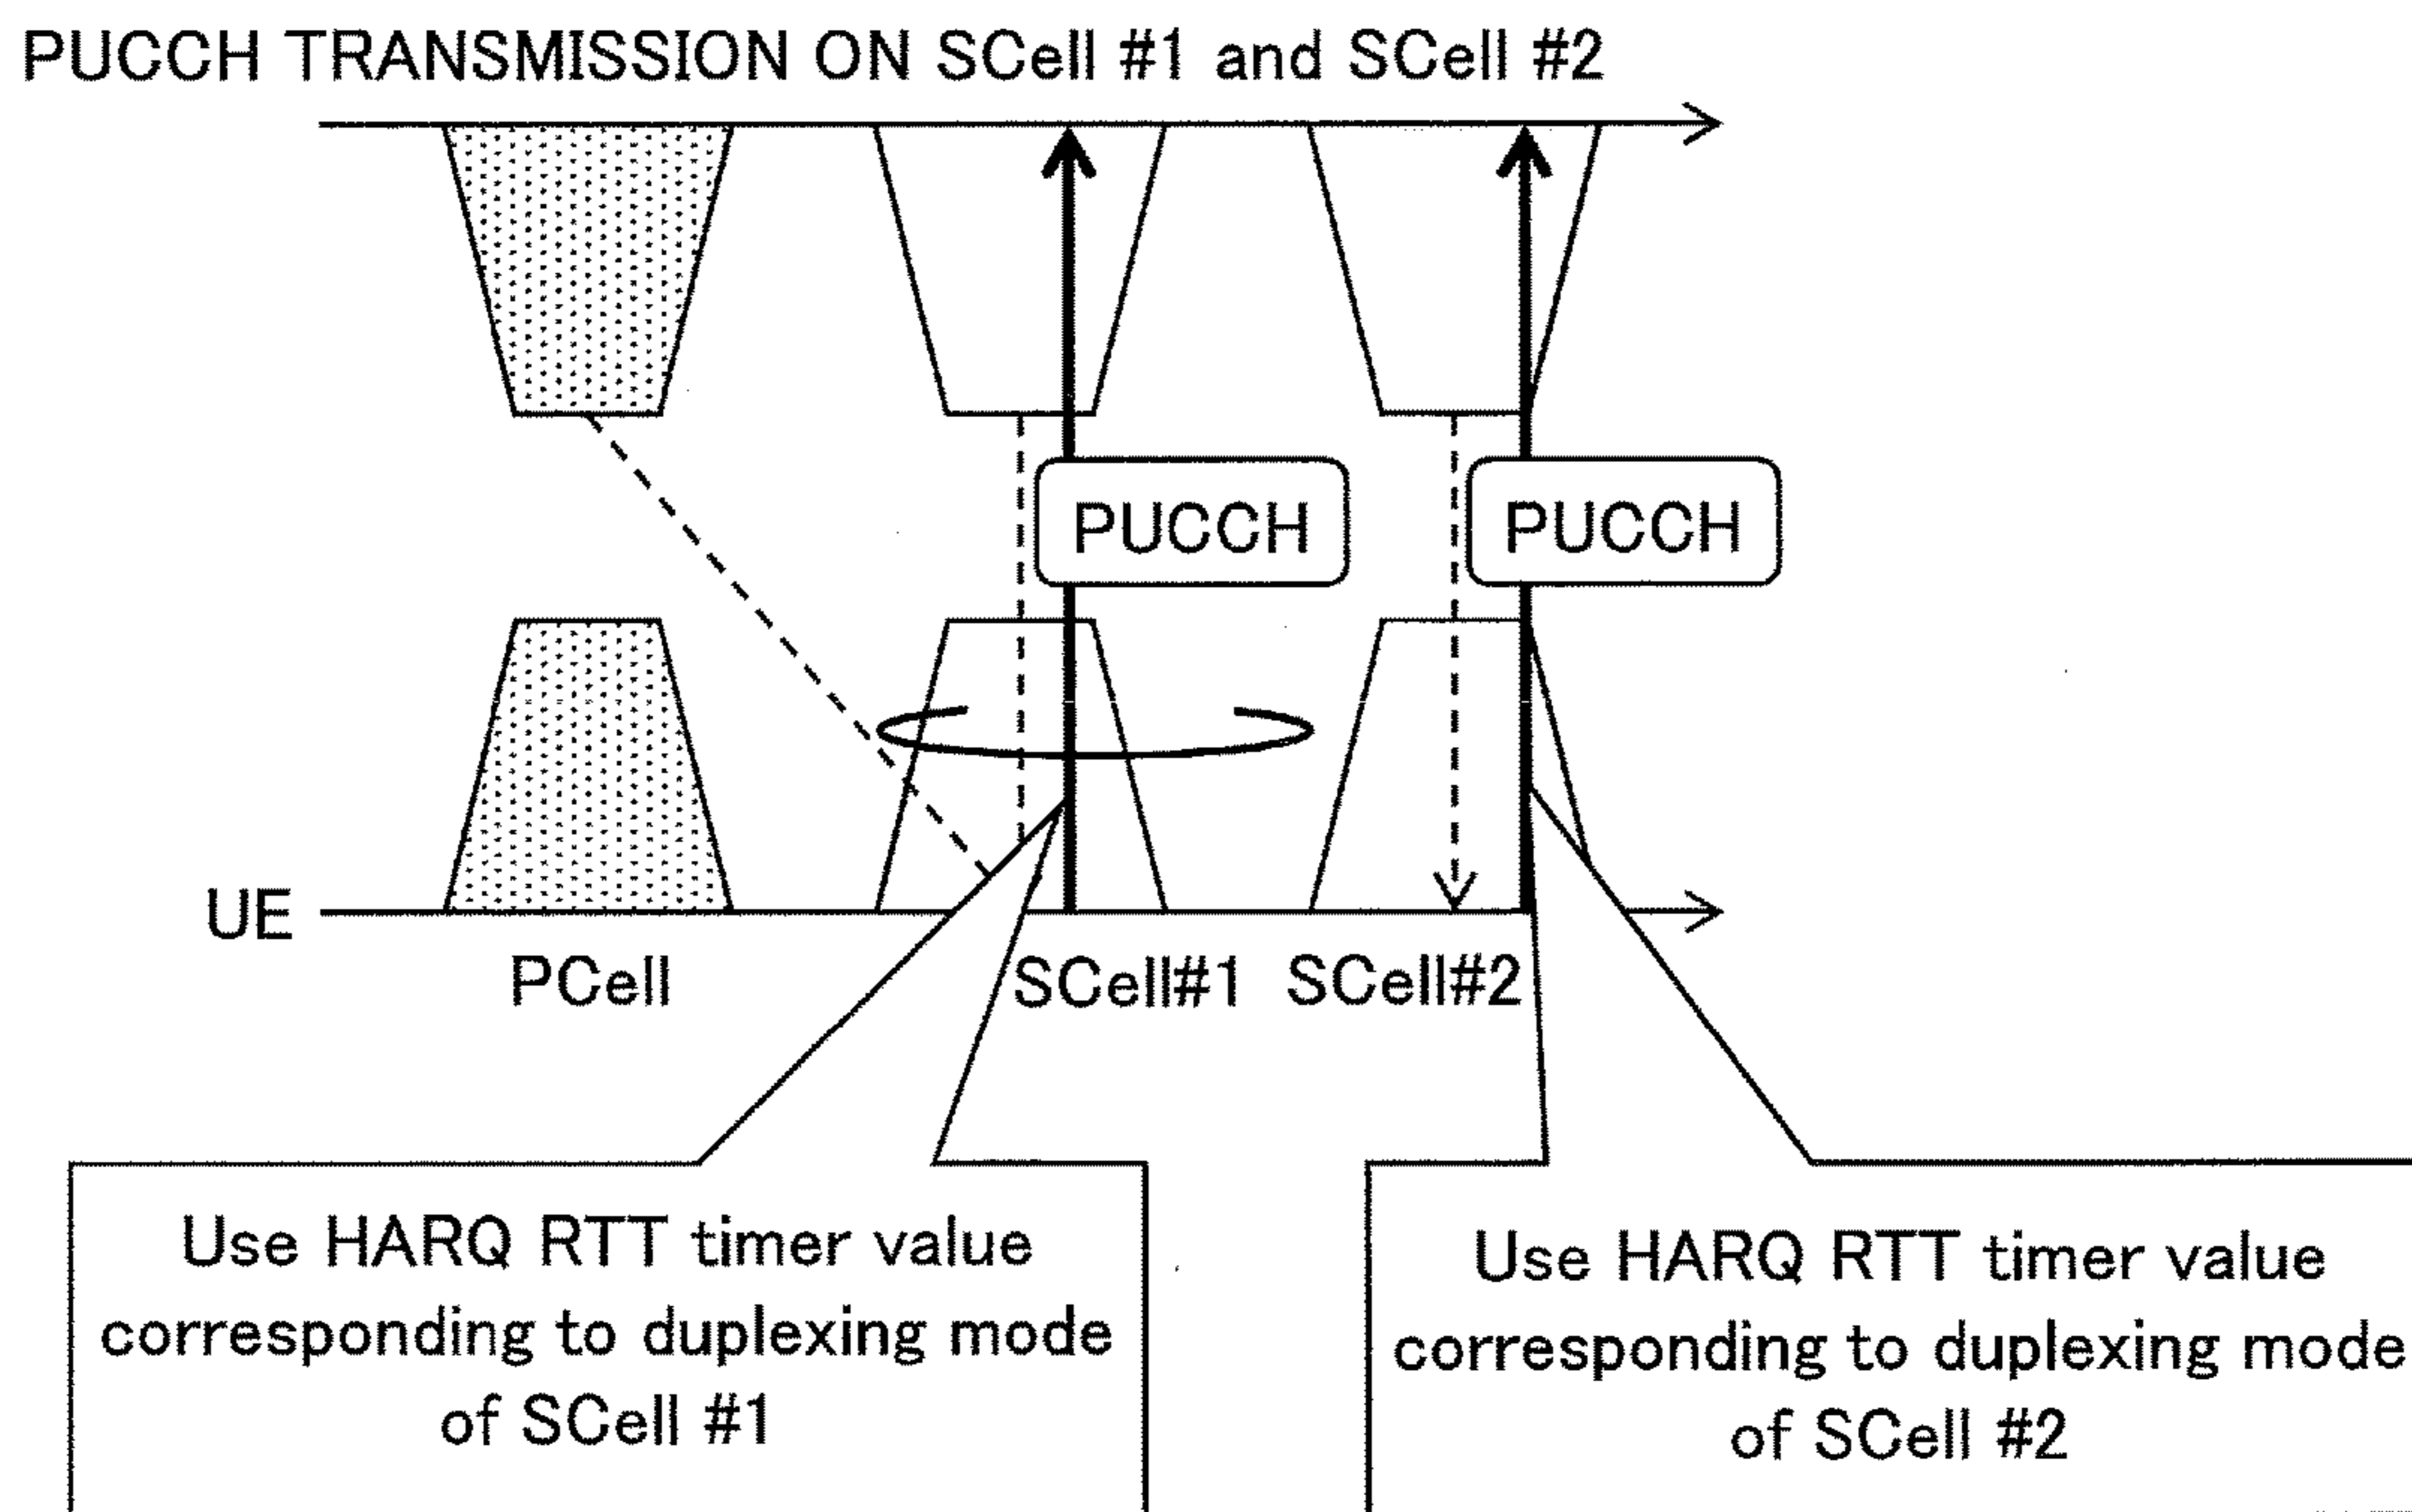 PUCCH TRANSMISSION ON SCell #1 and SCell #2
PUCCH
PUCCH
UE
PCell
SCell#1
SCell#2
Use HARQ RTT timer value
corresponding to duplexing mode
of SCell #1
Use HARQ RTT timer value
corresponding to duplexing mode
of SCell #2